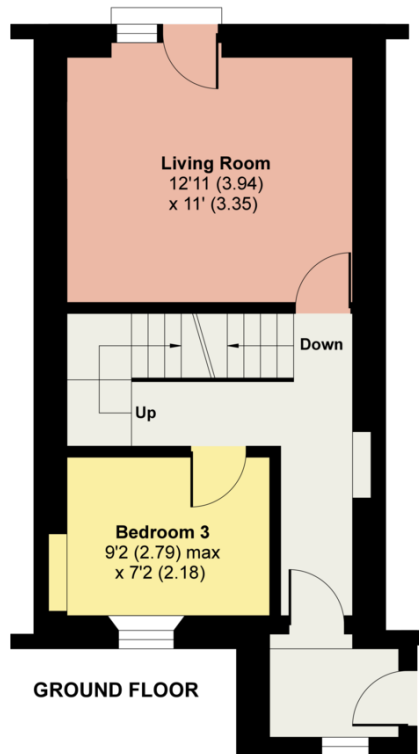 Living Room
12'11 (3.94)
x 11' (3.35)
Down
Up
Bedroom 3
9'2 (2.79) max
x 7'2 (2.18)
GROUND FLOOR